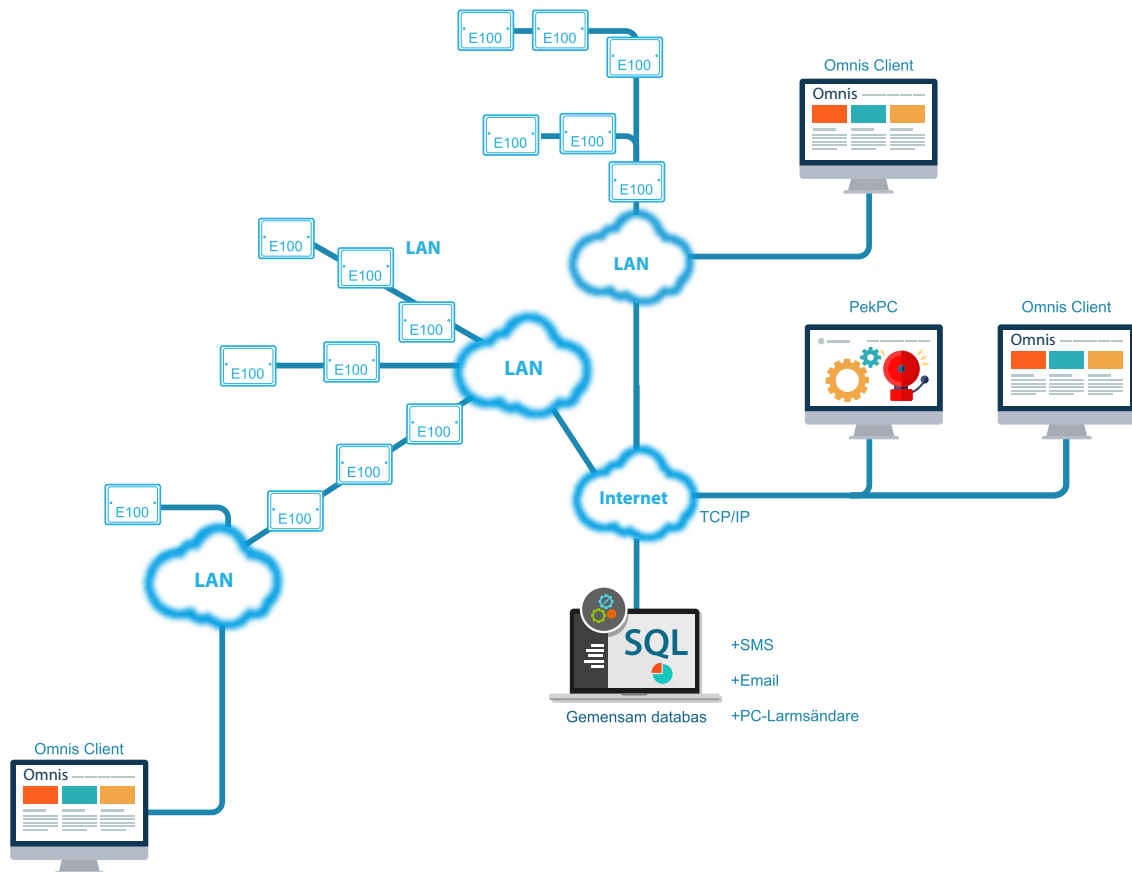 E100
E100
E100
Omnis Client
Omnis
E100
E100
E100
E100
E100
E100
LAN
LAN
PekPC
Omnis Client
Omnis
E100
E100
E100
LAN
E100
E100
E100
E100
E100
Internet
TCP/IP
LAN
SQL
+SMS
+Email
Gemensam databas
+PC-Larmsändare
Omnis Client
Omnis